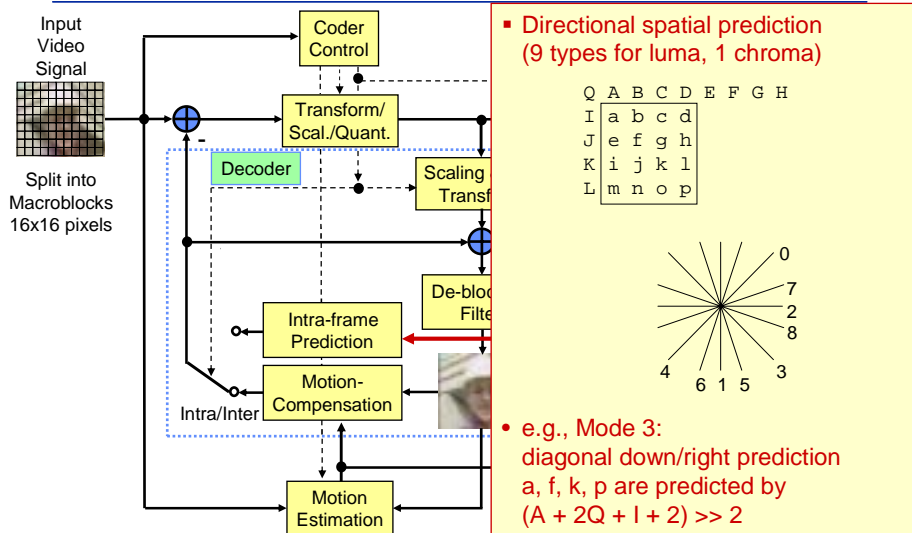 Input
Video
Signal
Split into
Macroblocks
16x16 pixels
Coder
Control
Transform/
Scal./Quant.
-
Decoder
Scaling
Transf
De-bloc
Filte
Intra-frame
Prediction
Motion-
Compensation
Intra/Inter
Motion
Estimation
▪ Directional spatial prediction
(9 types for luma, 1 chroma)
Q A B C D E F G H
I a b c d
J e f g h
K i j k l
L m n o p
0
7
2
8
4 3
6 1 5
• e.g., Mode 3:
diagonal down/right prediction
a, f, k, p are predicted by
(A + 2Q + I + 2) >> 2